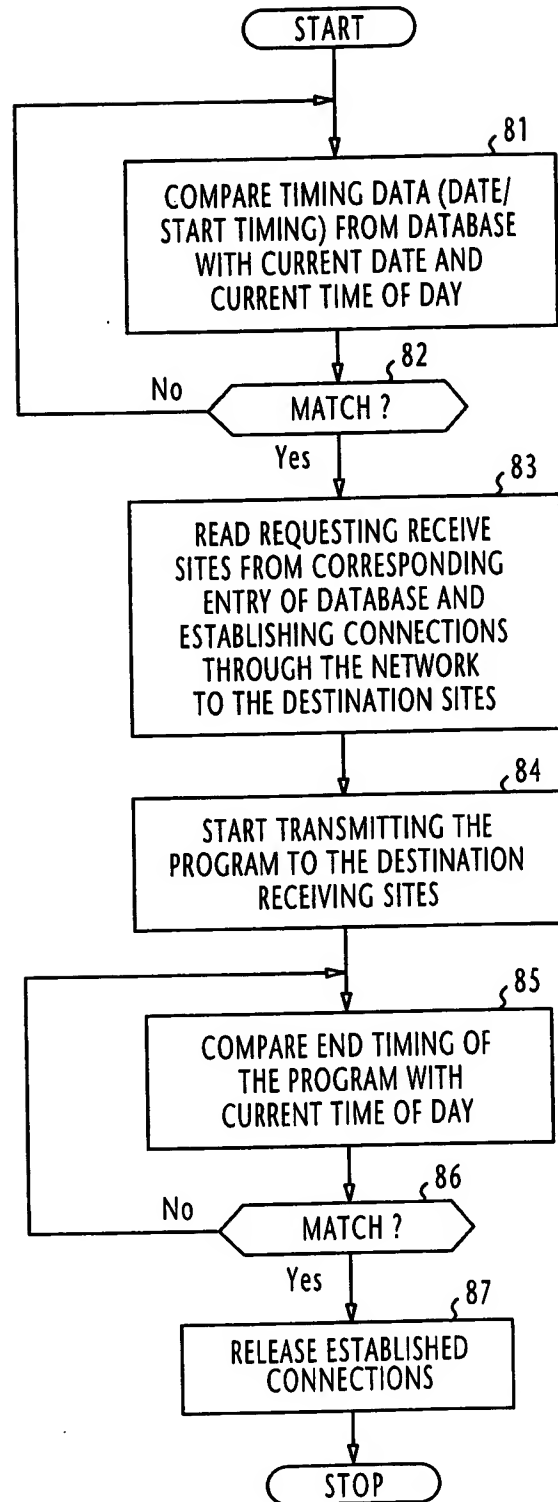 START
81
COMPARE TIMING DATA (DATE/
START TIMING) FROM DATABASE
WITH CURRENT DATE AND
CURRENT TIME OF DAY
82
No
MATCH ?
Yes
83
READ REQUESTING RECEIVE
SITES FROM CORRESPONDING
ENTRY OF DATABASE AND
ESTABLISHING CONNECTIONS
THROUGH THE NETWORK
TO THE DESTINATION SITES
84
START TRANSMITTING THE
PROGRAM TO THE DESTINATION
RECEIVING SITES
85
COMPARE END TIMING OF
THE PROGRAM WITH
CURRENT TIME OF DAY
86
No
MATCH ?
Yes
87
RELEASE ESTABLISHED
CONNECTIONS
STOP